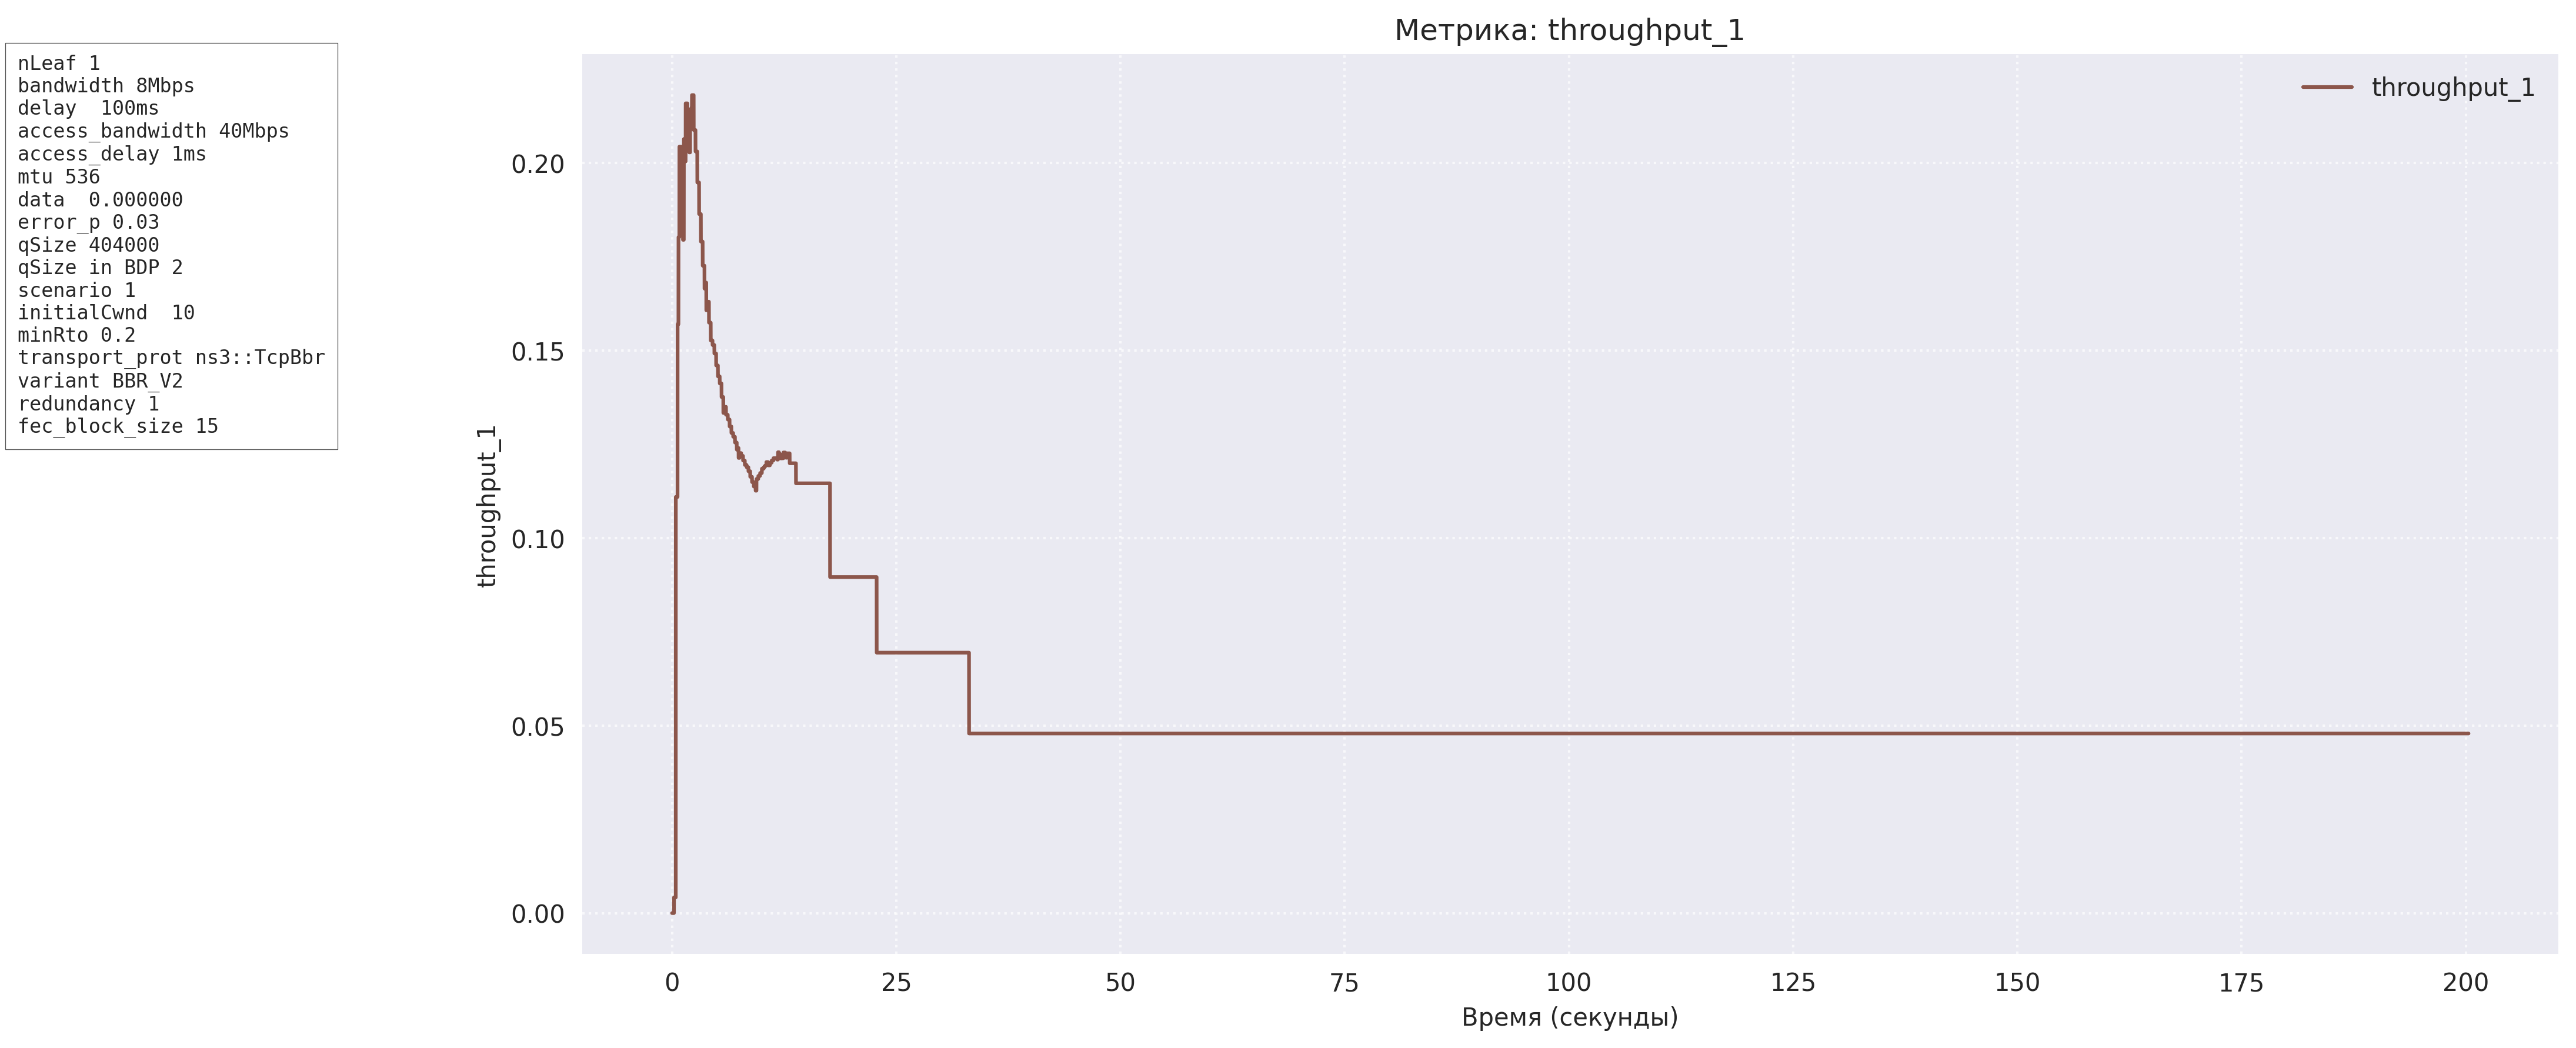 Метрика: throughput_1
nLeaf 1
bandwidth 8Mbps
delay  100ms
access_bandwidth 40Mbps
access_delay 1ms
mtu 536
data  0.000000
error_p 0.03
qSize 404000
qSize in BDP 2
scenario 1
initialCwnd  10
minRto 0.2
transport_prot ns3::TcpBbr
variant BBR_V2
redundancy 1
fec_block_size 15
throughput_1
throughput_1
0.20
0.15
0.10
0.05
0.00
0 25 50 75 100 125 150 175 200
Время (секунды)